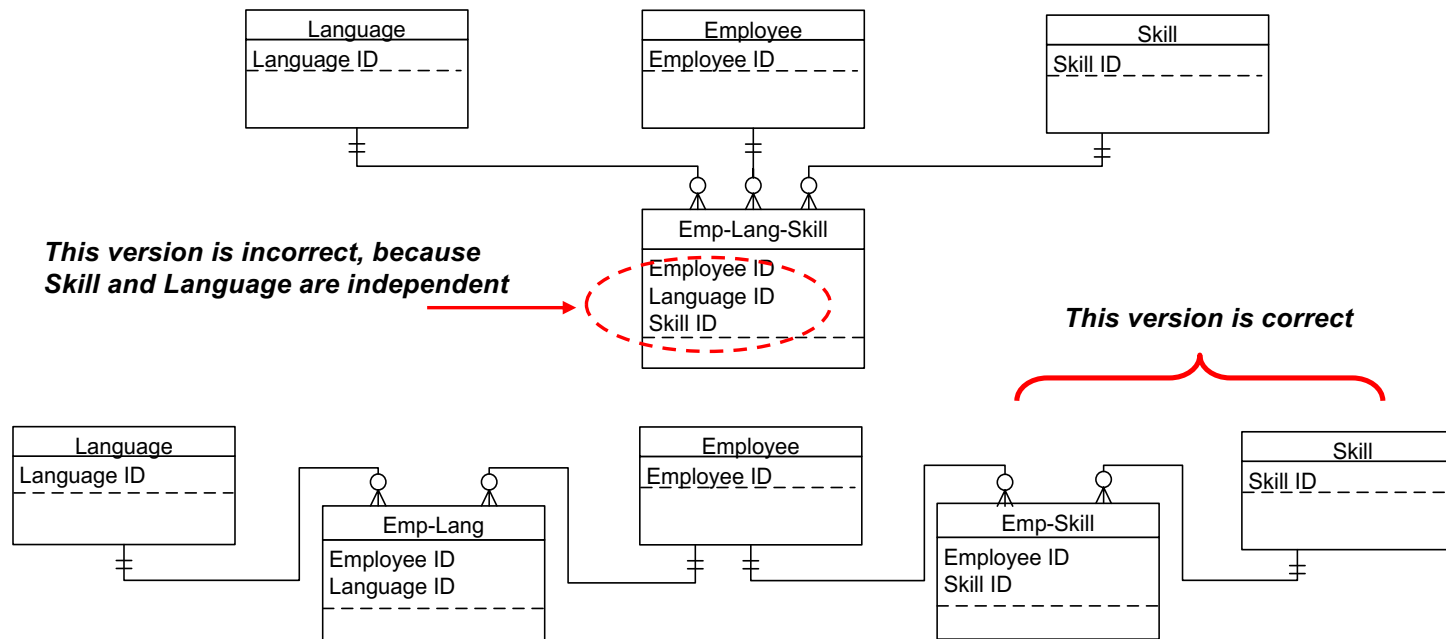 Language
Language ID
Employee
Employee ID
Skill
Skill ID
This version is incorrect, because
Skill and Language are independent
Emp-Lang-Skill
Employee ID
Language ID
Skill ID
This version is correct
Language
Language ID
Emp-Lang
Employee ID
Language ID
Employee
Employee ID
Emp-Skill
Employee ID
Skill ID
Skill
Skill ID